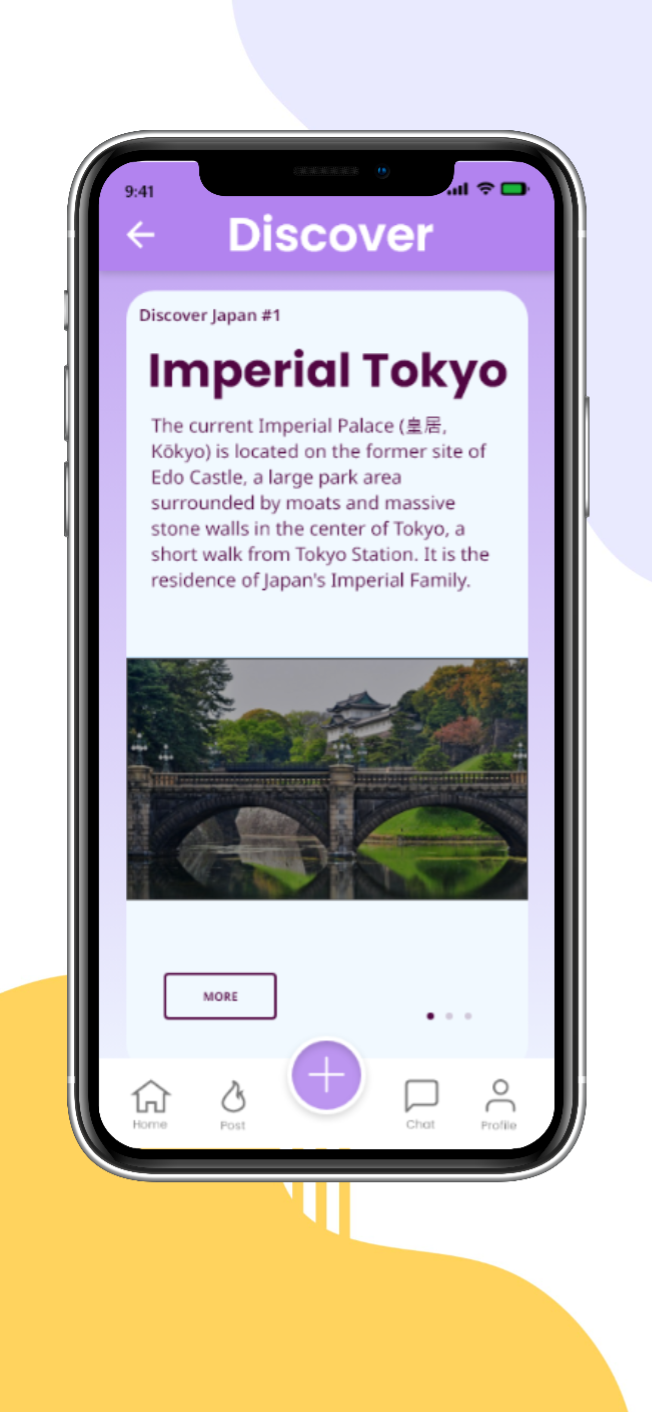 9:41
Discover
Discover Japan #1
Imperial Tokyo
The current Imperial Palace (皇居,
Kōkyo) is located on the former site of
Edo Castle, a large park area
surrounded by moats and massive
stone walls in the center of Tokyo, a
short walk from Tokyo Station. It is the
residence of Japan's Imperial Family.
MORE
Home
Post
Chat
Profile